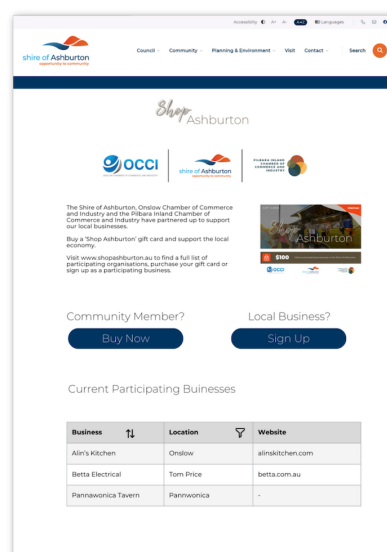 Accessibility A+ A- Languages
shire of Ashburton
opportunity to community
Council Community Planning & Environment Visit Contact Search
Shop
Ashburton
OCCI
shire of Ashburton
PILBARA INLAND
CHAMBER OF
COMMERCE AND
INDUSTRY
The Shire of Ashburton, Onslow Chamber of Commerce
and Industry and the Pilbara Inland Chamber of
Commerce and Industry have partnered up to support
our local businesses.
Buy a 'Shop Ashburton' gift card and support the local
economy.
Visit www.shopashburton.au to find a full list of
participating organisations, purchase your gift card or
sign up as a participating business.
Shop
Ashburton
$100
OCCI
Community Member?
Local Business?
Buy Now
Sign Up
Current Participating Buinesses
Business Location Website
Alin's Kitchen Onslow alinskitchen.com
Betta Electrical Tom Price betta.com.au
Pannawonica Tavern Pannwonica -